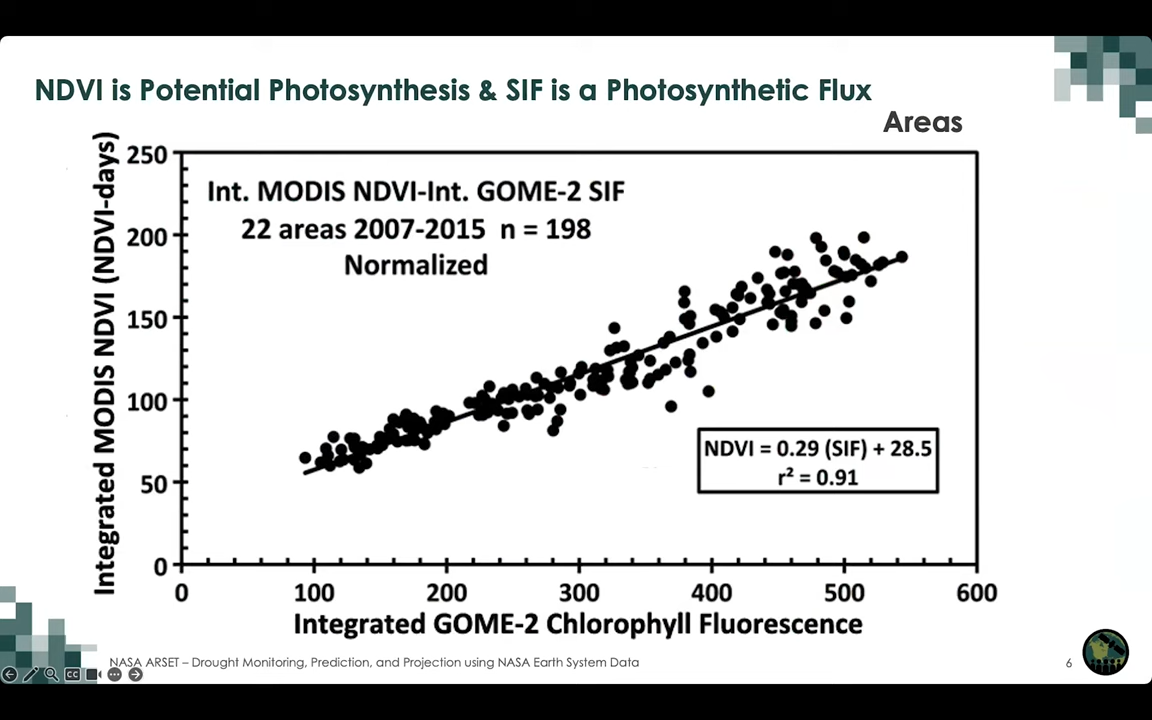 NDVI is Potential Photosynthesis & SIF is a Photosynthetic Flux
Areas
Integrated MODIS NDVI (NDVI-days)
250
200
150
100
50
0
Int. MODIS NDVI-Int. GOME-2 SIF
22 areas 2007-2015 n = 198
Normalized
NDVI = 0.29 (SIF) + 28.5
r² = 0.91
0 100 200 300 400 500 600
Integrated GOME-2 Chlorophyll Fluorescence
NASA ARSET – Drought Monitoring, Prediction, and Projection using NASA Earth System Data
6
CC